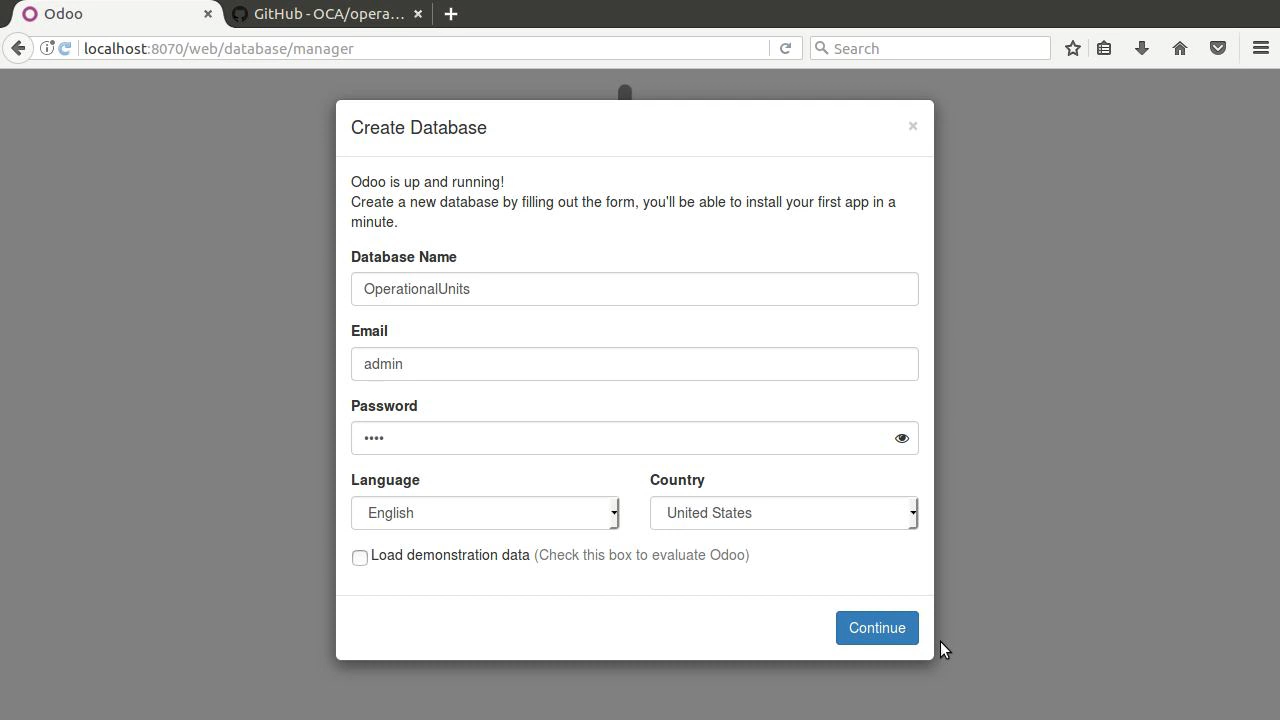 Odoo
GitHub - OCA/opera...
localhost:8070/web/database/manager
Search
Create Database
Odoo is up and running!
Create a new database by filling out the form, you'll be able to install your first app in a
minute.
Database Name
OperationalUnits
Email
admin
Password
••••
Language
Country
English
United States
Load demonstration data (Check this box to evaluate Odoo)
Continue